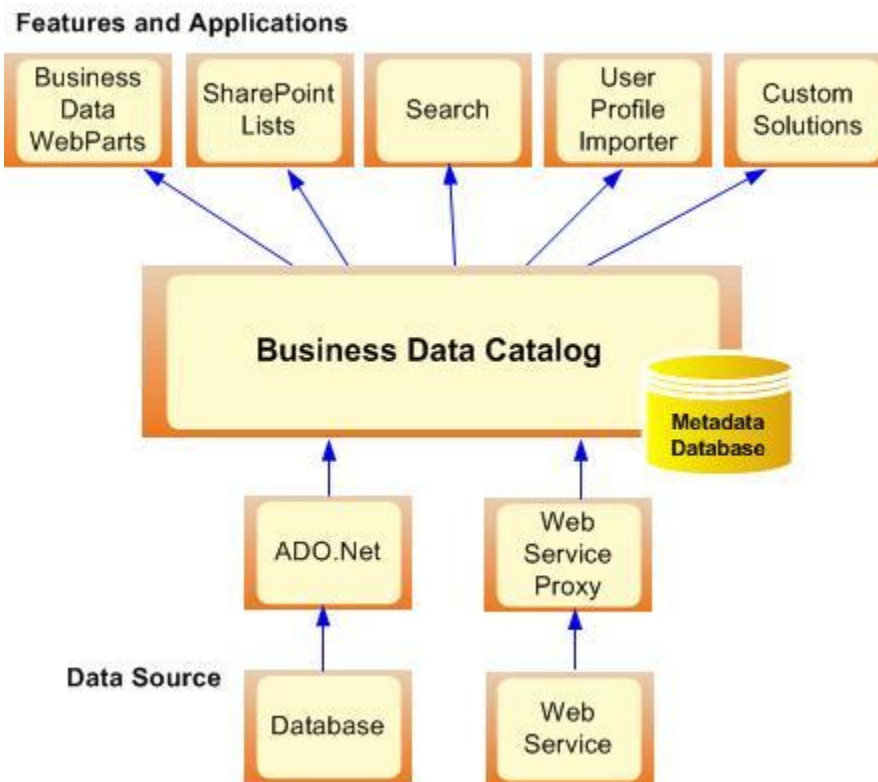 Features and Applications
Business
Data
WebParts
SharePoint
Lists
Search
User
Profile
Importer
Custom
Solutions
Business Data Catalog
Metadata
Database
ADO.Net
Web
Service
Proxy
Data Source
Database
Web
Service